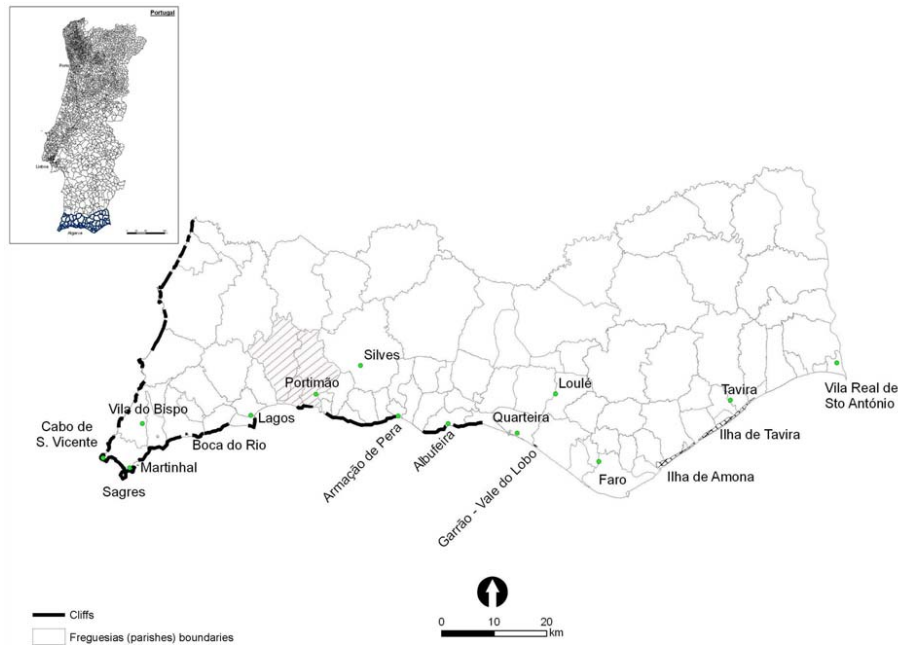 Portugal
Lisboa
Algarve
Silves
Portimão
Loulé
Tavira
Vila Real de
Sto António
Vila do Bispo
Lagos
Quarteira
Cabo de
S. Vicente
Boca do Rio
Ilha de Tavira
Martinhal
Armação de Pera
Albufeira
Garrão - Vale do Lobo
Faro
Ilha de Amona
Sagres
Cliffs
Freguesias (parishes) boundaries
0 10 20
km